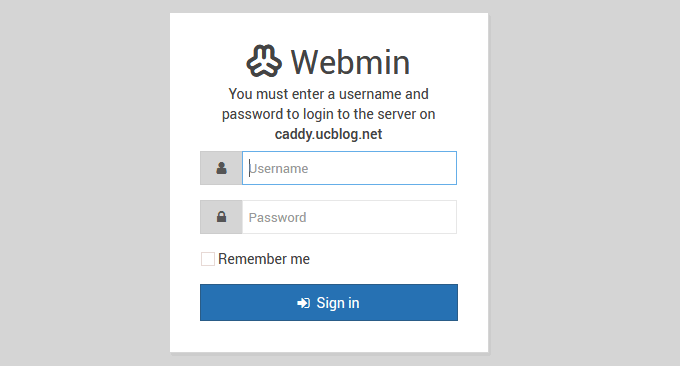 Webmin
You must enter a username and
password to login to the server on
caddy.ucblog.net
Username
Password
Remember me
Sign in